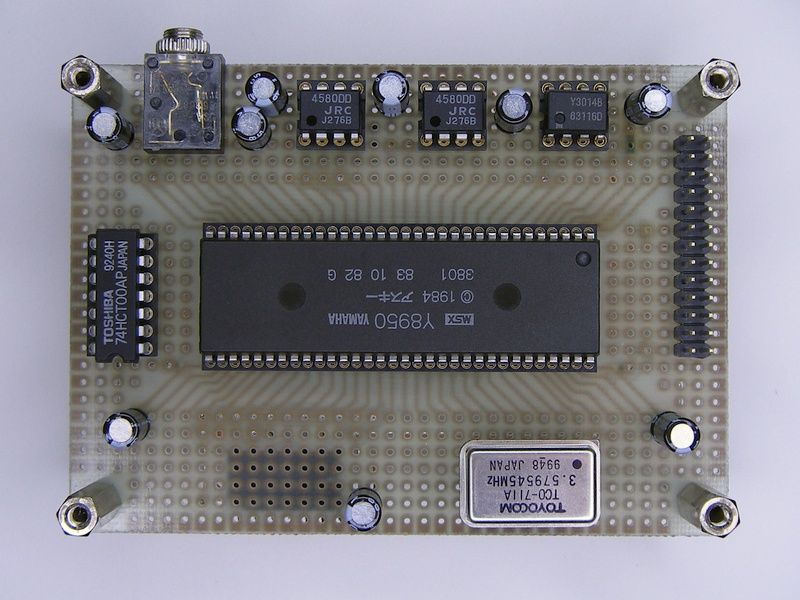 4580DD
JRC
J276B
4580DD
JRC
J276B
Y3014B
83116D
TOSHIBA 9240H
74HCT00AP JAPAN
MSX Y8950 YAMAHA
© 1984 アスキー
3801 83 10 82 G
TOYOCOM
TCO-711A
3.579545MHz
9948 JAPAN